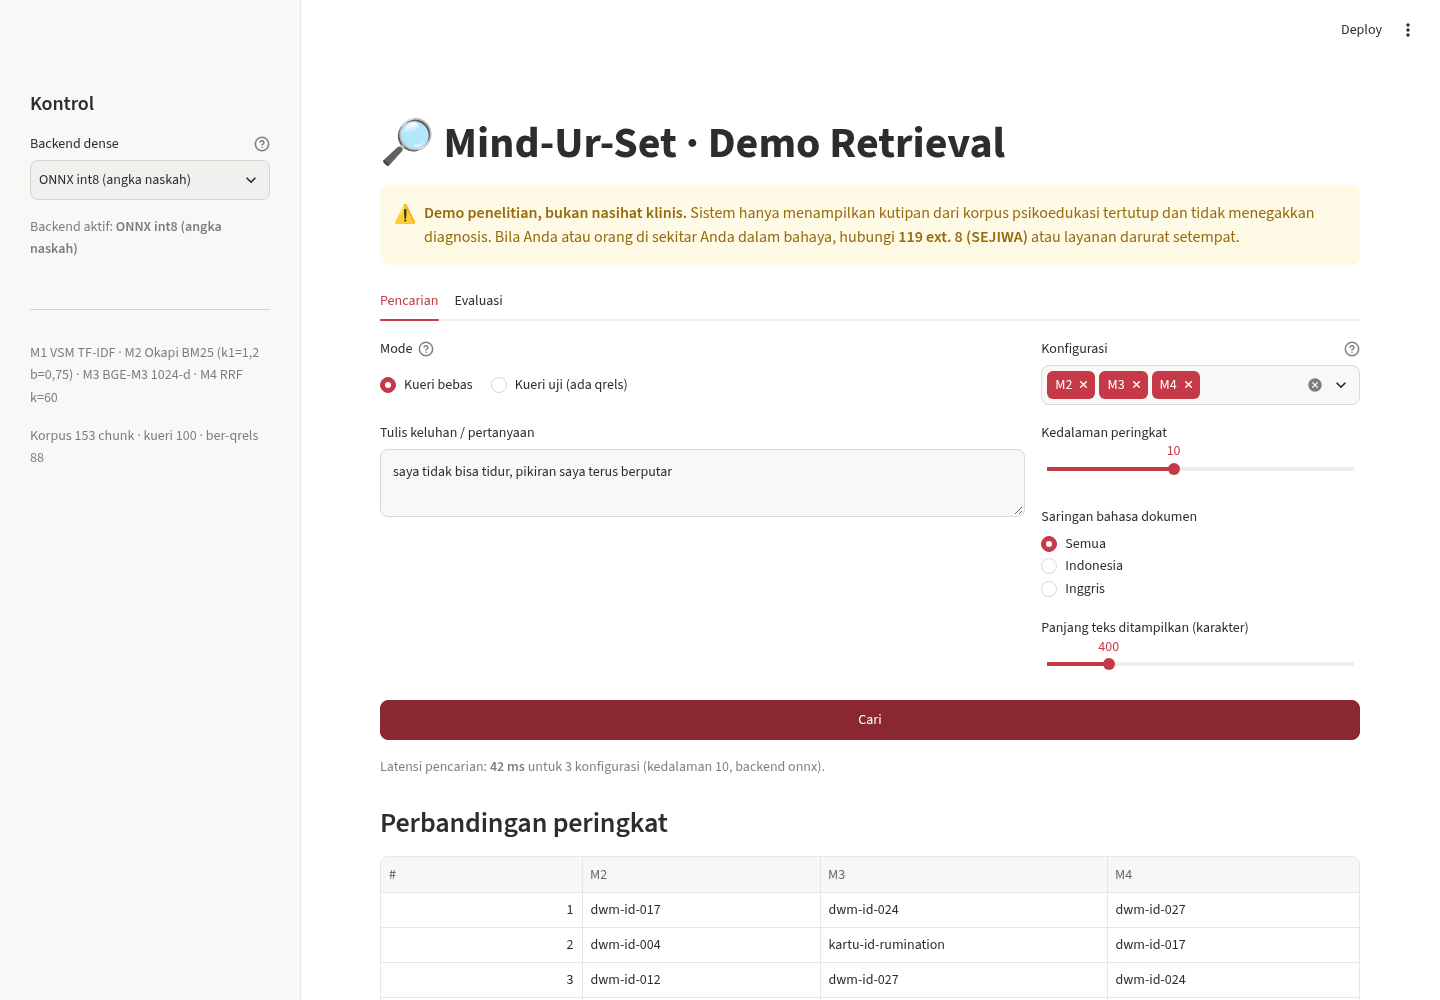 Deploy
Kontrol
Backend dense
ONNX int8 (angka naskah)
Backend aktif: ONNX int8 (angka
naskah)
M1 VSM TF-IDF · M2 Okapi BM25 (k1=1,2
b=0,75) · M3 BGE-M3 1024-d · M4 RRF
k=60
Korpus 153 chunk · kueri 100 · ber-qrels
88
Mind-Ur-Set · Demo Retrieval
Demo penelitian, bukan nasihat klinis. Sistem hanya menampilkan kutipan dari korpus psikoedukasi tertutup dan tidak menegakkan
diagnosis. Bila Anda atau orang di sekitar Anda dalam bahaya, hubungi 119 ext. 8 (SEJIWA) atau layanan darurat setempat.
Pencarian Evaluasi
Mode
Kueri bebas Kueri uji (ada qrels)
Tulis keluhan / pertanyaan
saya tidak bisa tidur, pikiran saya terus berputar
Konfigurasi
M2 M3 M4
Kedalaman peringkat
10
Saringan bahasa dokumen
Semua
Indonesia
Inggris
Panjang teks ditampilkan (karakter)
400
Cari
Latensi pencarian: 42 ms untuk 3 konfigurasi (kedalaman 10, backend onnx).
Perbandingan peringkat
# M2 M3 M4
1 dwm-id-017 dwm-id-024 dwm-id-027
2 dwm-id-004 kartu-id-rumination dwm-id-017
3 dwm-id-012 dwm-id-027 dwm-id-024